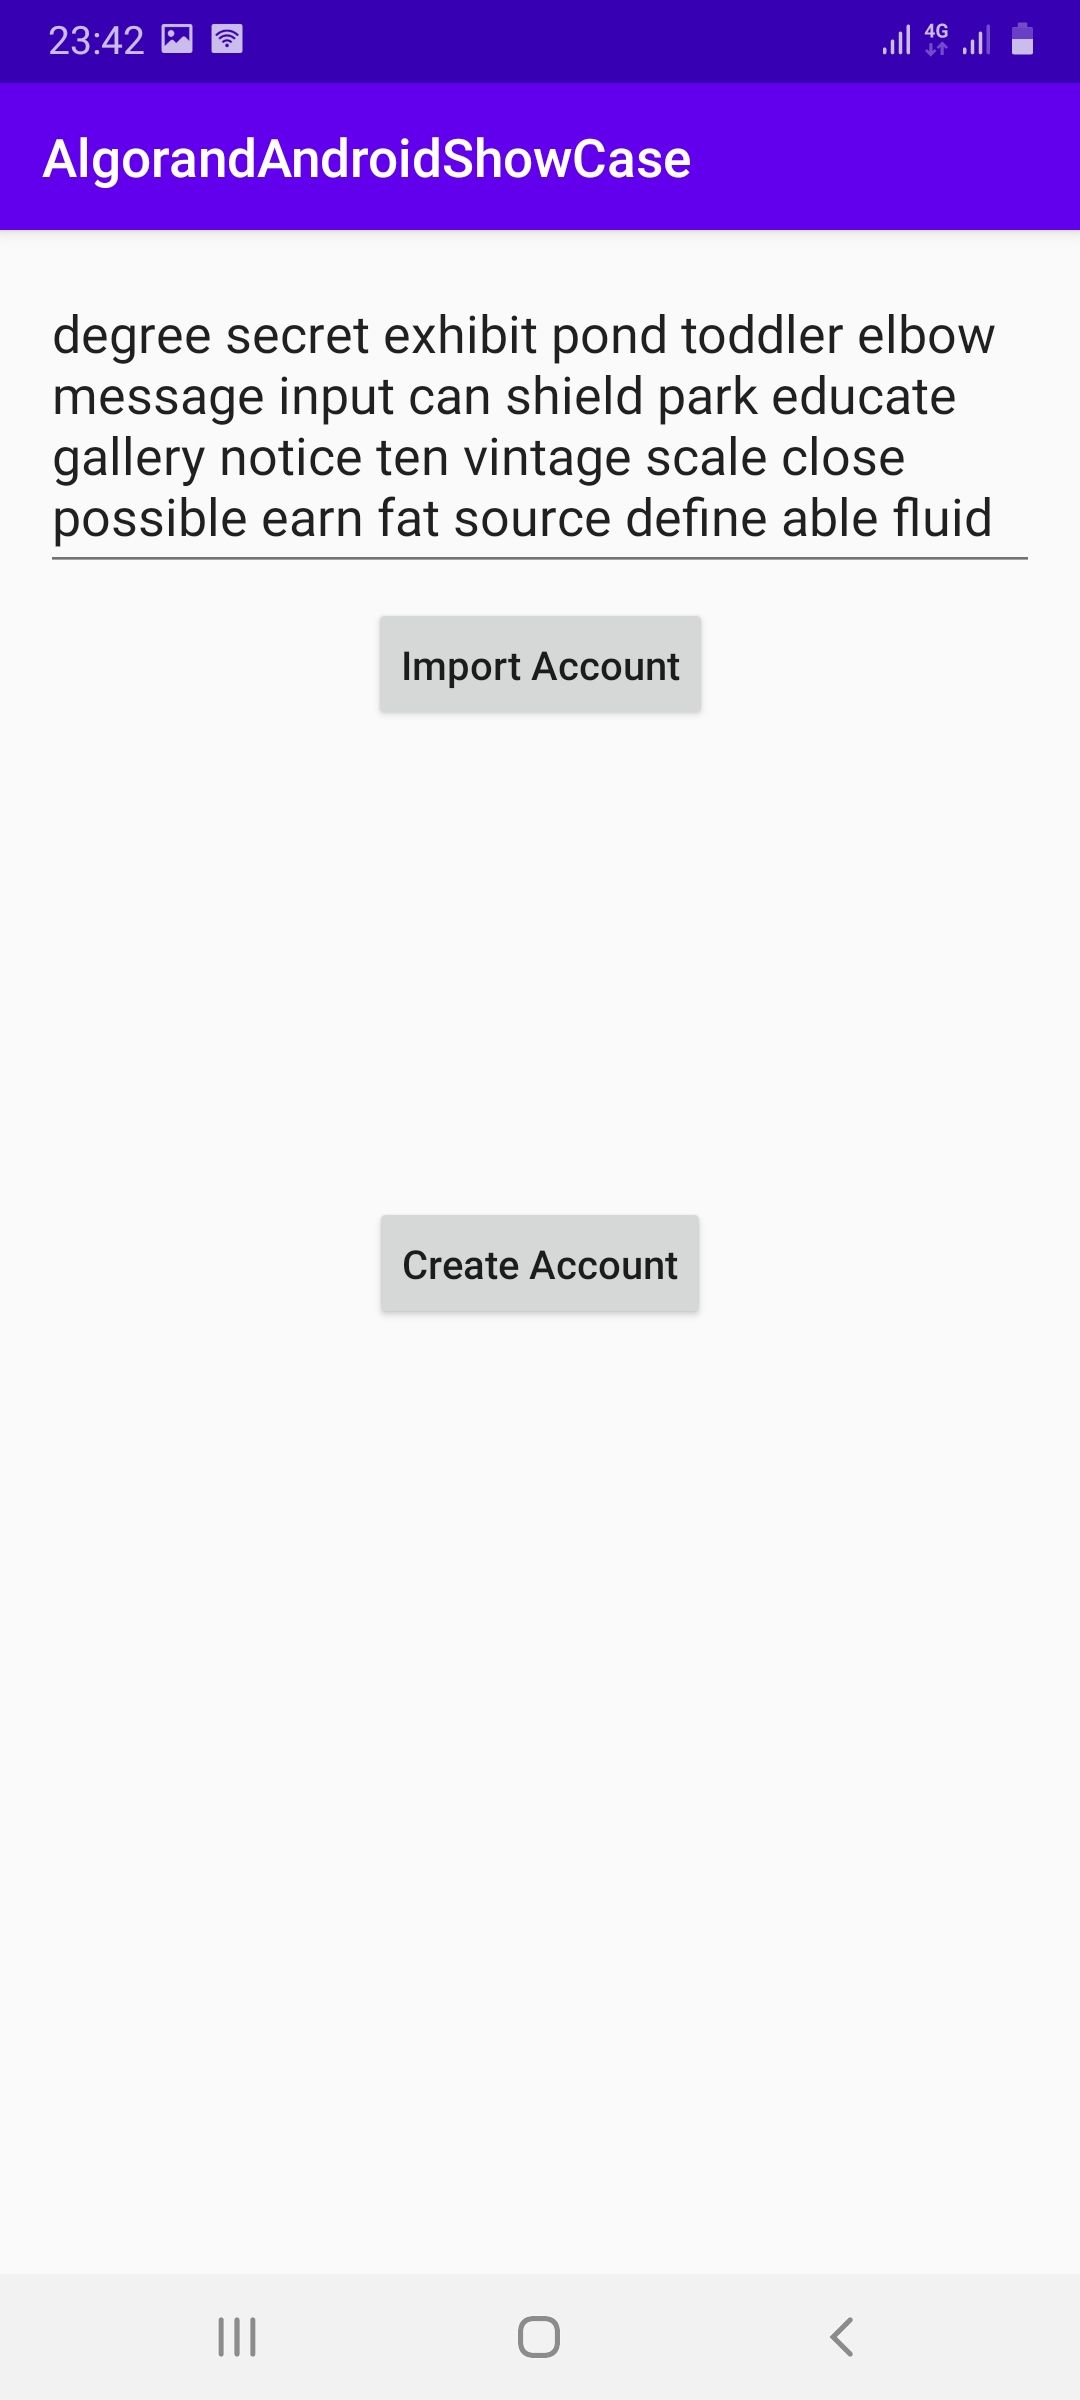 23:42
4G
AlgorandAndroidShowCase
degree secret exhibit pond toddler elbow
message input can shield park educate
gallery notice ten vintage scale close
possible earn fat source define able fluid
Import Account
Create Account